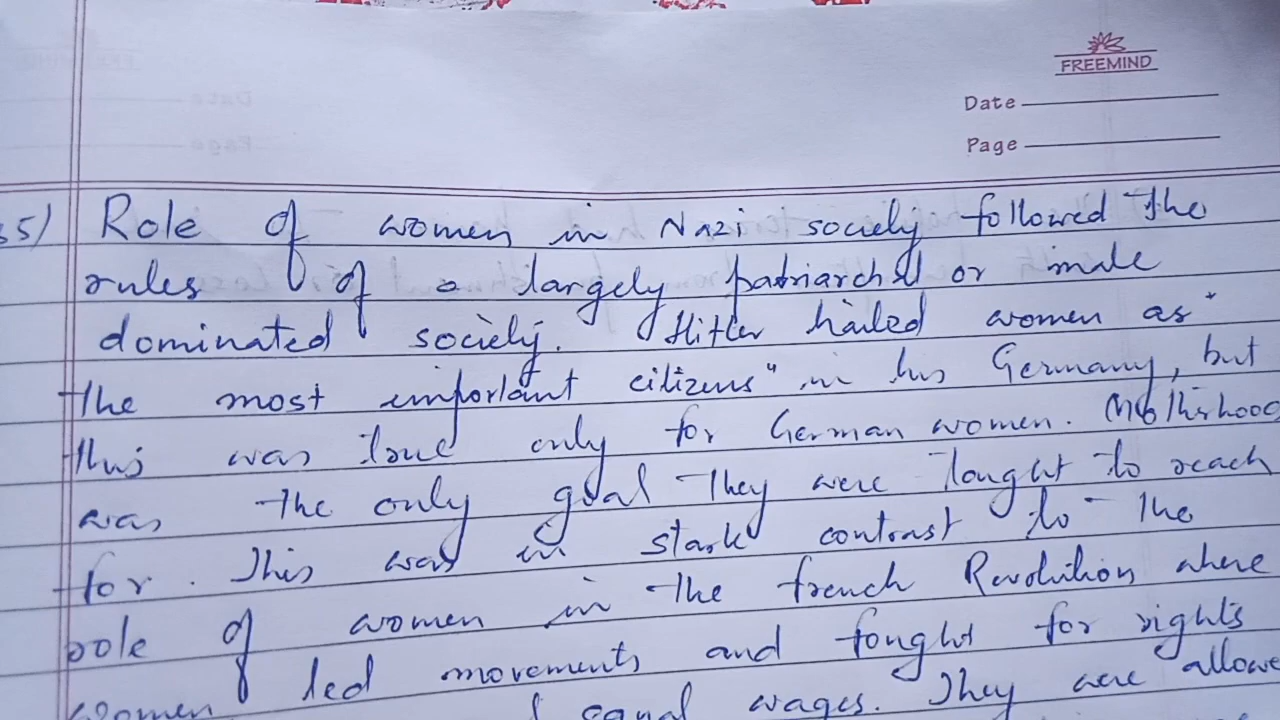 FREEMIND
Date
Page
35) Role of women in Nazi society followed the
rules of a largely patriarchal or male
dominated society. Hitler hailed women as "
the most important citizens" in his Germany, but
this was true only for German women. Motherhood
was the only goal they were taught to reach
for. This was in stark contrast to the
role of women in the french Revolution where
women led movements and fought for rights
equal wages. They were allowe